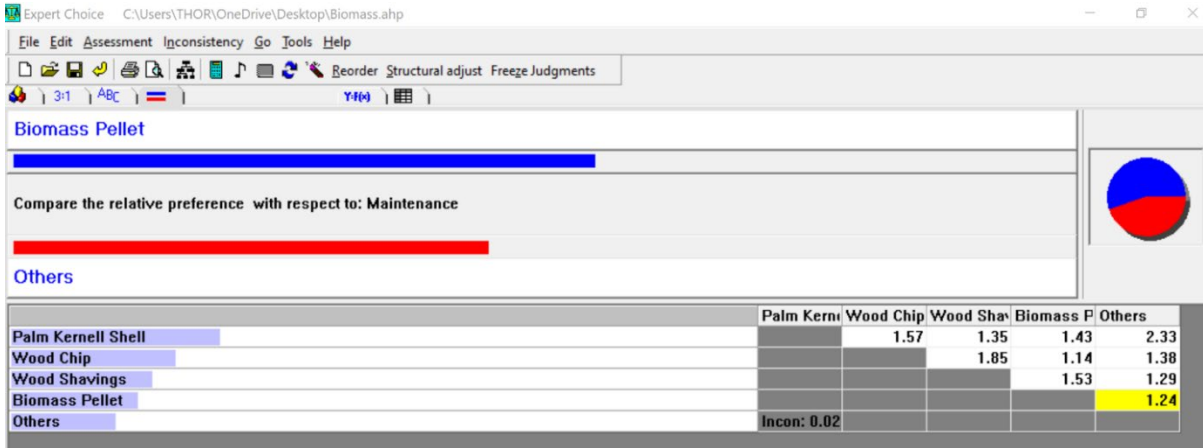 Expert Choice C:\Users\THOR\OneDrive\Desktop\Biomass.ahp
File Edit Assessment Inconsistency Go Tools Help
Reorder Structural adjust Freeze Judgments
3:1 ABC Y=F(x)
Biomass Pellet
Compare the relative preference with respect to: Maintenance
Others
Palm Kerne Wood Chip Wood Shav Biomass P Others
Palm Kernell Shell 1.57 1.35 1.43 2.33
Wood Chip 1.85 1.14 1.38
Wood Shavings 1.53 1.29
Biomass Pellet 1.24
Others Incon: 0.02